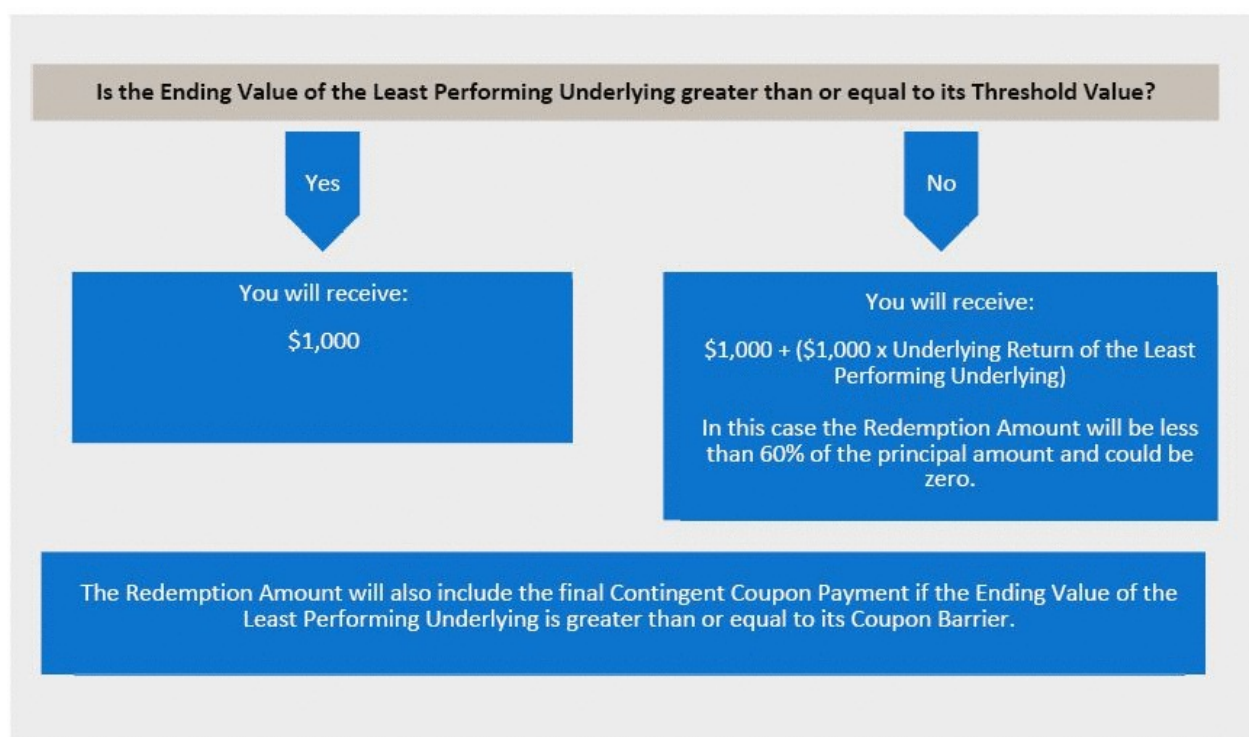 Is the Ending Value of the Least Performing Underlying greater than or equal to its Threshold Value?
Yes
No
You will receive:
$1,000
You will receive:
$1,000 + ($1,000 x Underlying Return of the Least
Performing Underlying)
In this case the Redemption Amount will be less
than 60% of the principal amount and could be
zero.
The Redemption Amount will also include the final Contingent Coupon Payment if the Ending Value of the
Least Performing Underlying is greater than or equal to its Coupon Barrier.